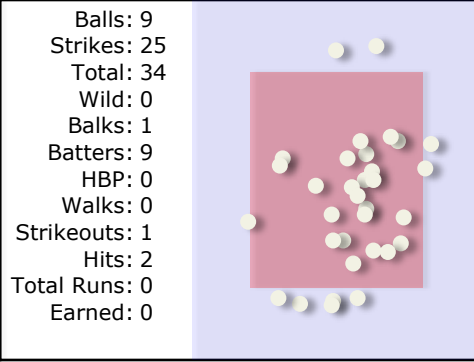 Balls: 9
Strikes: 25
Total: 34
Wild: 0
Balks: 1
Batters: 9
HBP: 0
Walks: 0
Strikeouts: 1
Hits: 2
Total Runs: 0
Earned: 0